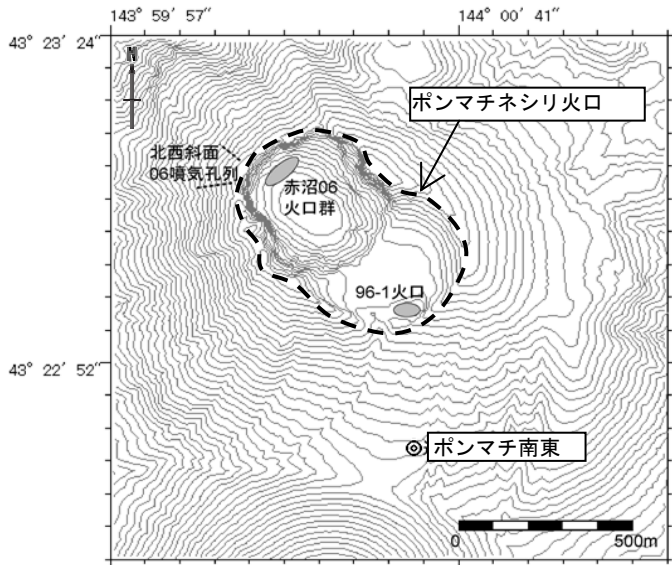 143° 59′ 57″
144° 00′ 41″
43° 23′ 24″
N
ポンマチネシリ火口
北西斜面
06噴気孔列
赤沼06
火口群
96-1火口
43° 22′ 52″
ポンマチ南東
0
500m